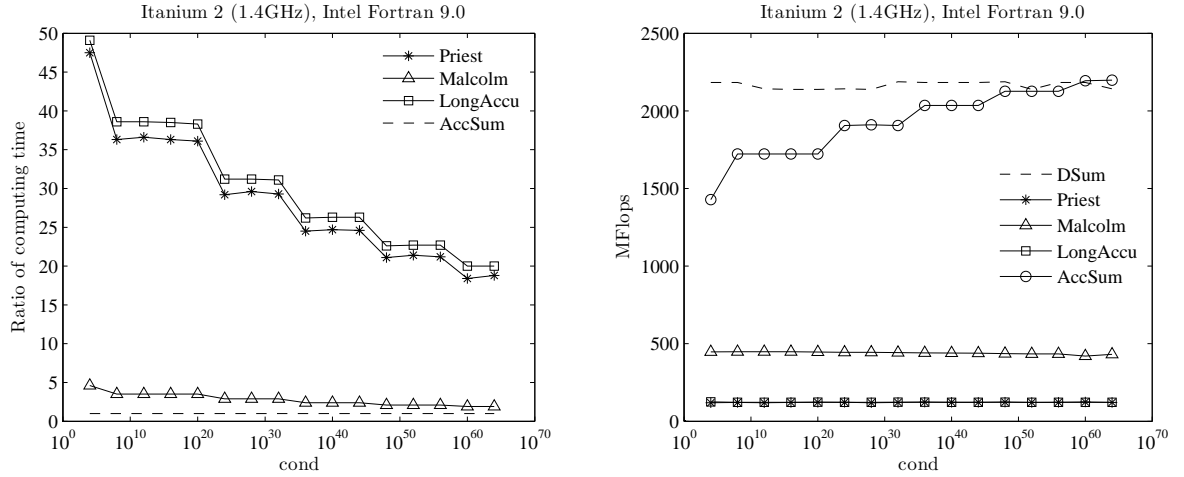 Itanium 2 (1.4GHz), Intel Fortran 9.0
50
45
40
35
30
25
20
15
10
5
0
Ratio of computing time
Priest
Malcolm
LongAccu
AccSum
10^0
10^10
10^20
10^30
10^40
10^50
10^60
10^70
cond
Itanium 2 (1.4GHz), Intel Fortran 9.0
2500
2000
1500
1000
500
0
MFlops
DSum
Priest
Malcolm
LongAccu
AccSum
10^0
10^10
10^20
10^30
10^40
10^50
10^60
10^70
cond